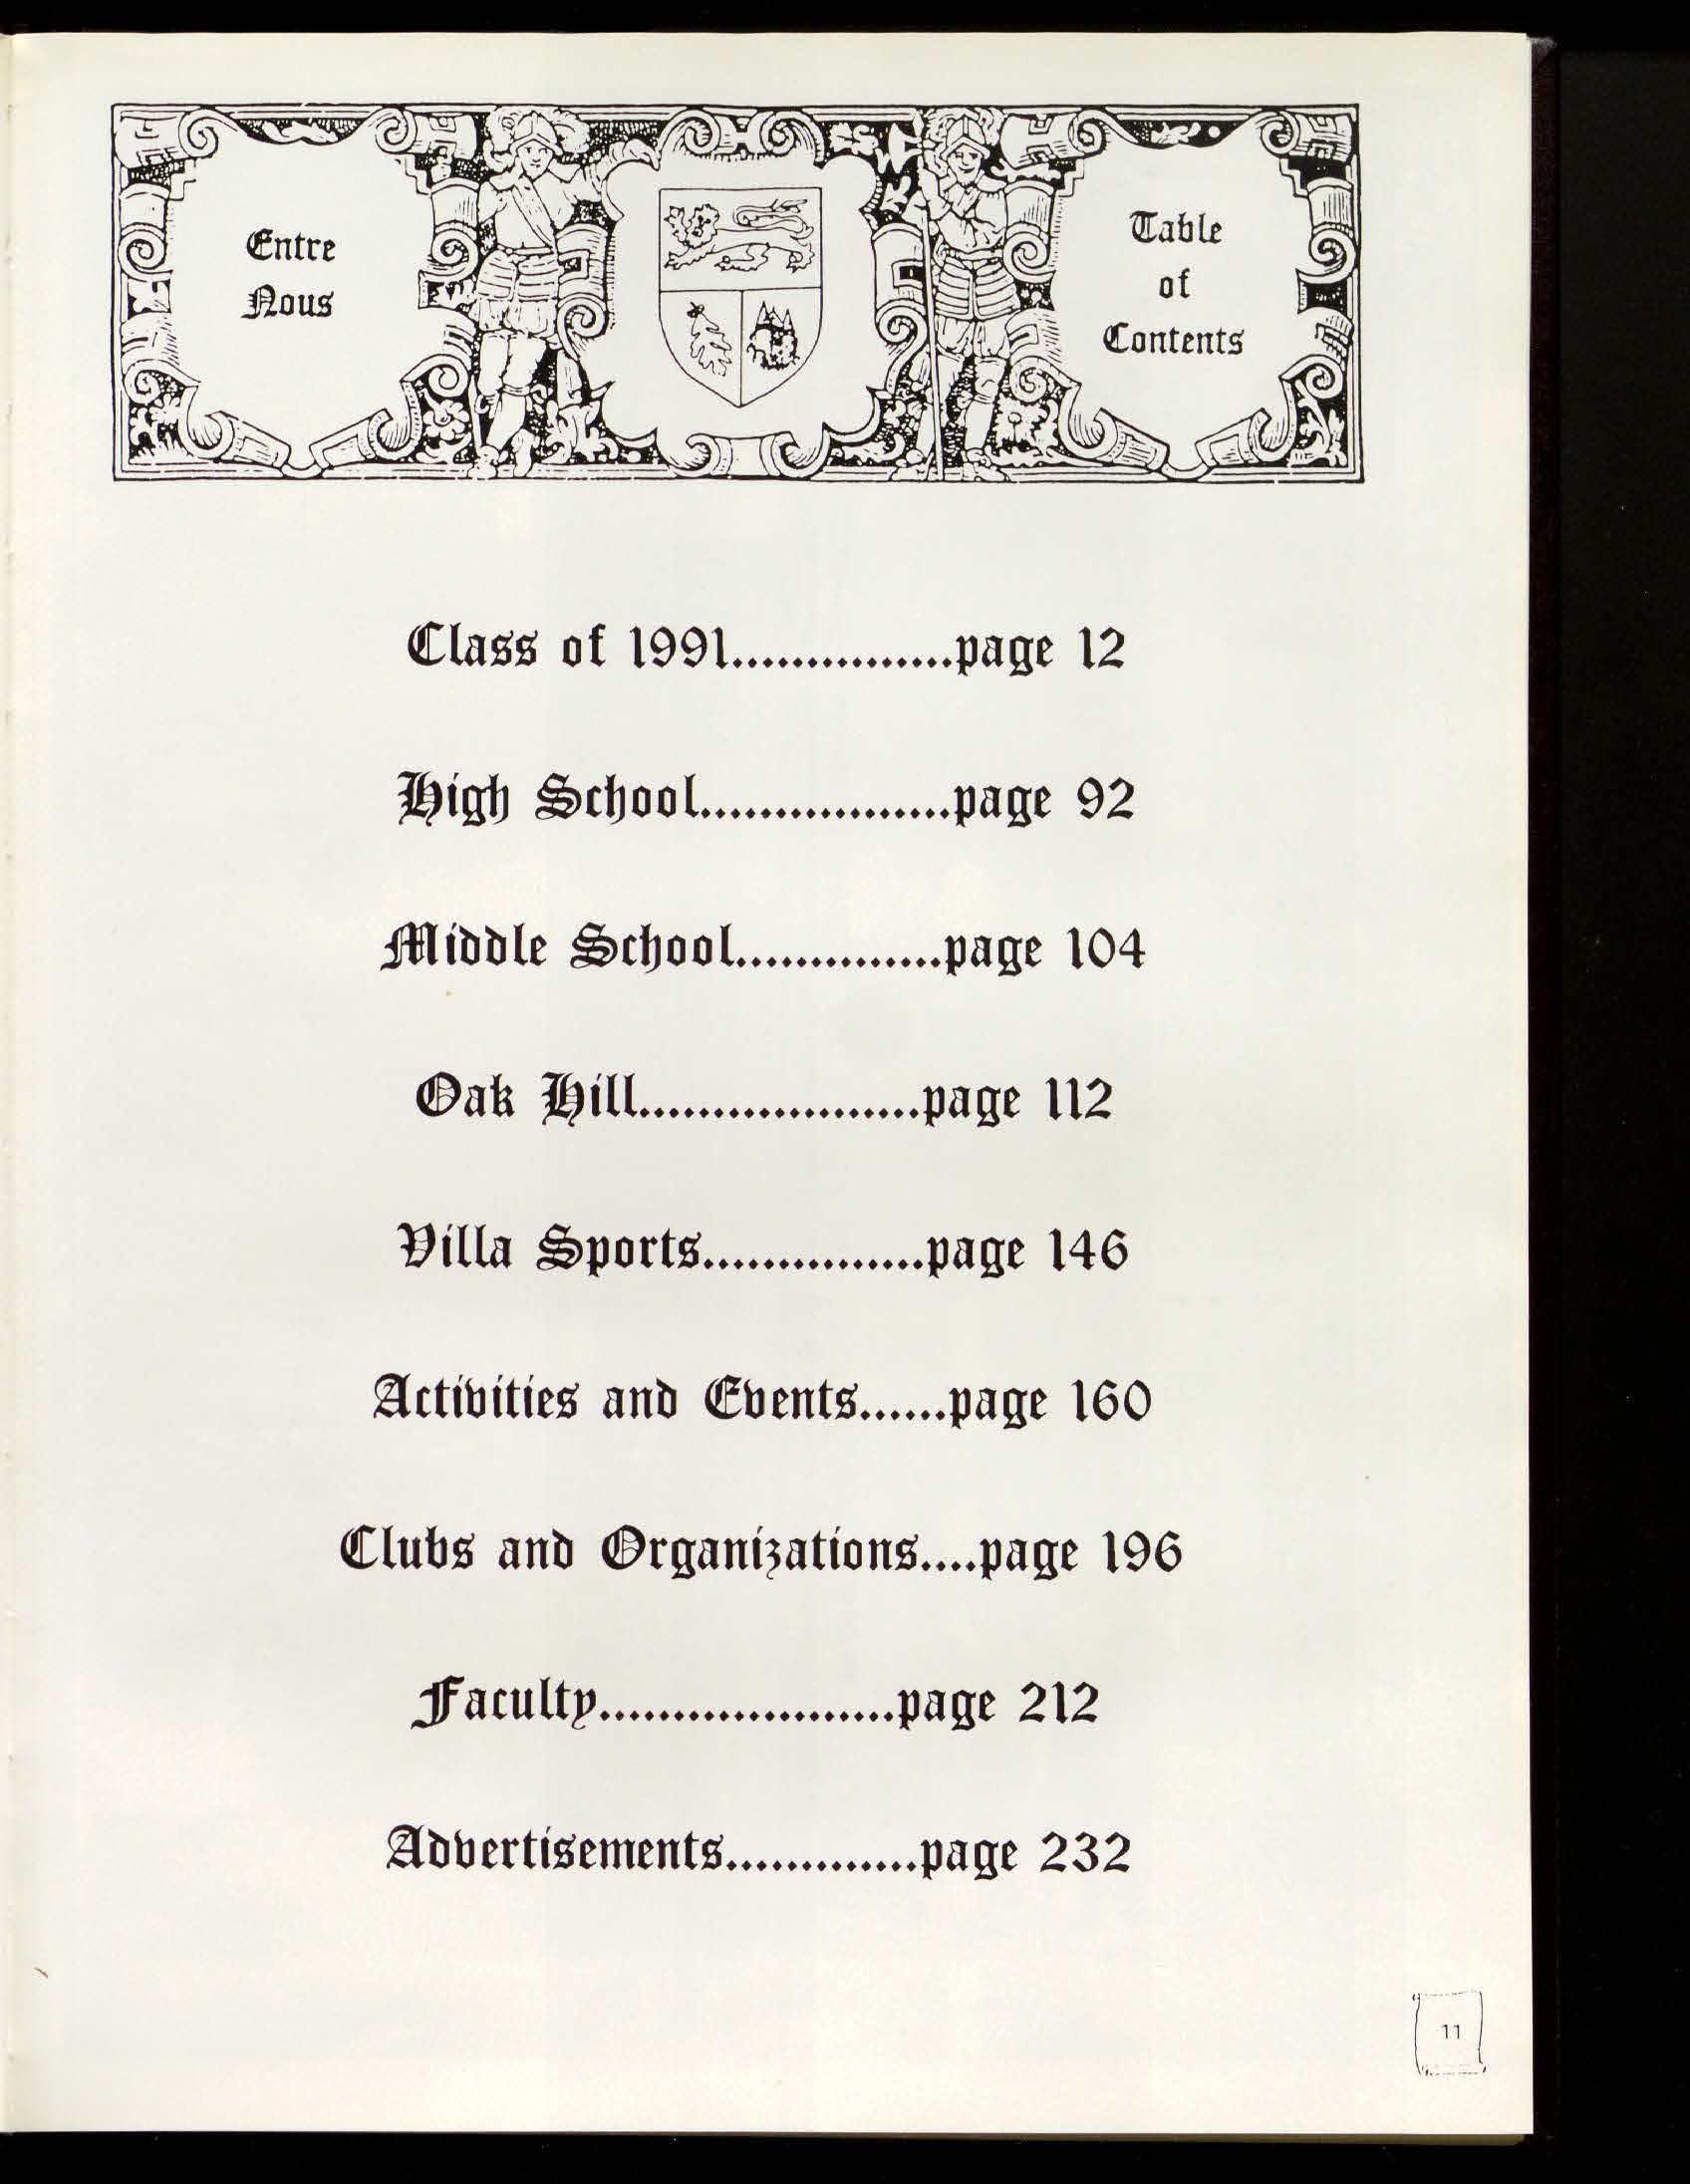 Entre
Nous
Table
of
Contents
Class of 1991...............page 12
High School.................page 92
Middle School..............page 104
Oak Hill...................page 112
Villa Sports...............page 146
Activities and Events......page 160
Clubs and Organizations....page 196
Faculty....................page 212
Advertisements.............page 232
11